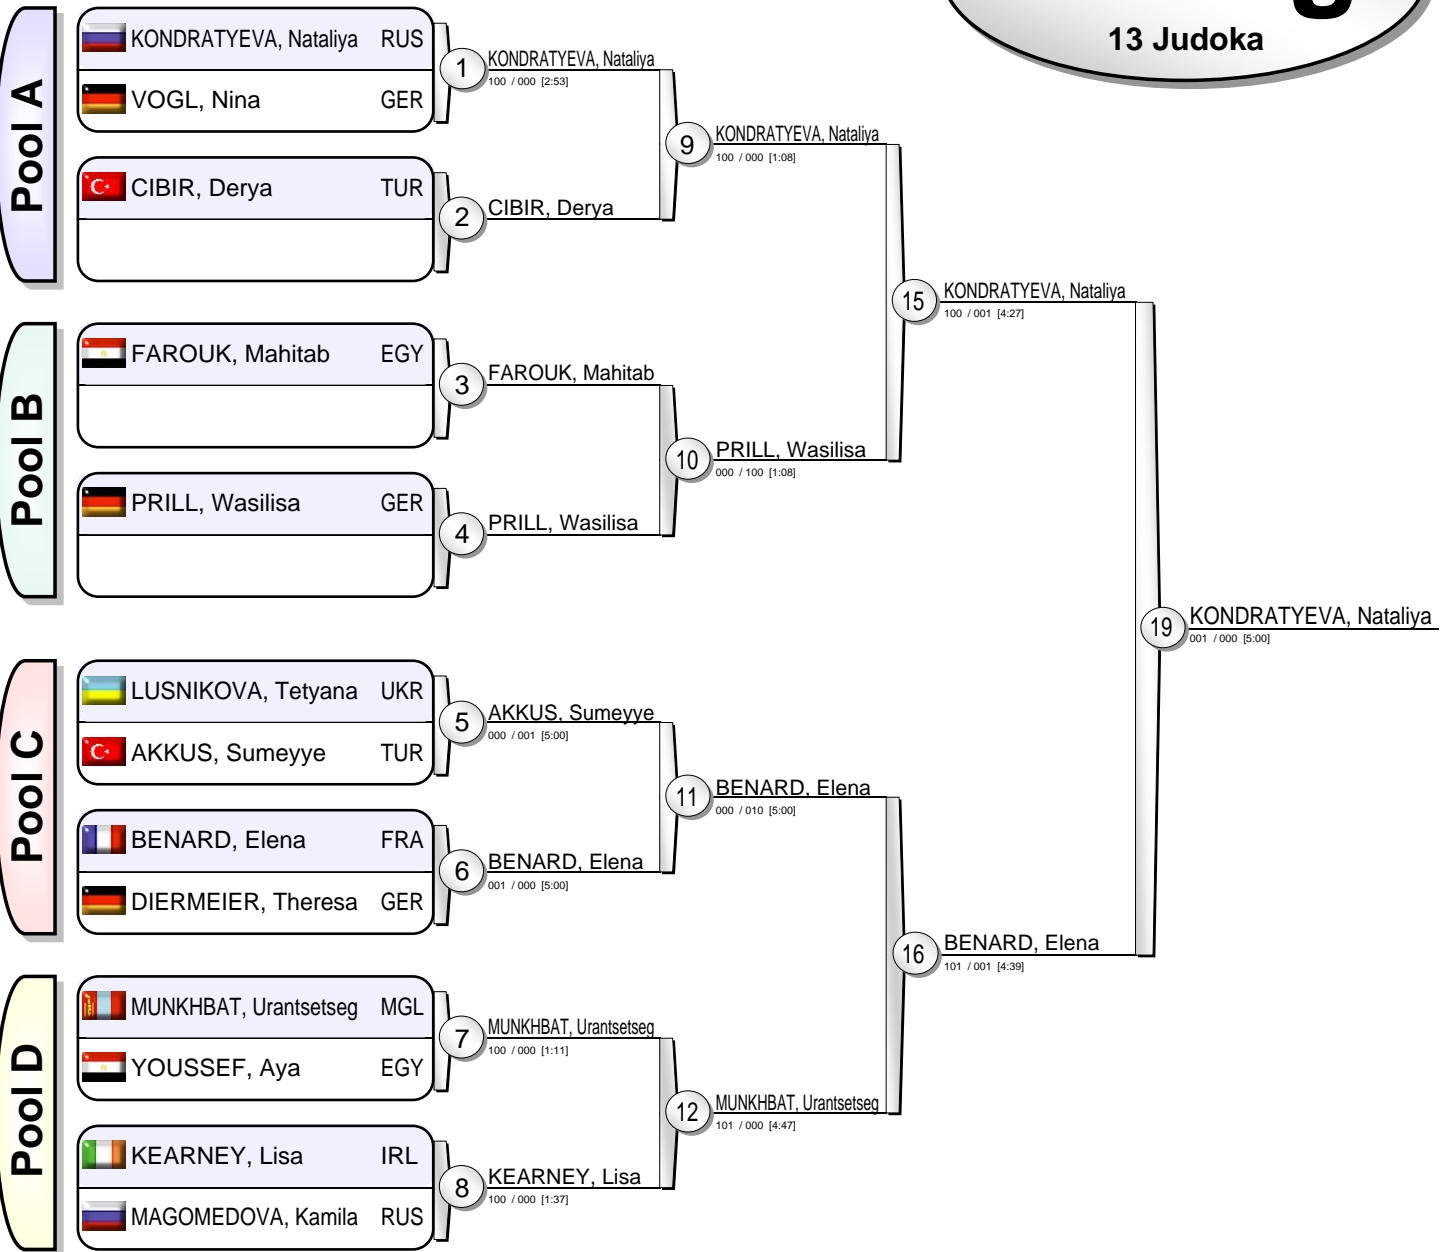 13 Judoka
Pool A
KONDRATYEVA, Nataliya RUS
VOGL, Nina GER
CIBIR, Derya TUR
1
KONDRATYEVA, Nataliya
100 / 000 [2:53]
2
CIBIR, Derya
9
KONDRATYEVA, Nataliya
100 / 000 [1:08]
Pool B
FAROUK, Mahitab EGY
PRILL, Wasilisa GER
3
FAROUK, Mahitab
4
PRILL, Wasilisa
10
PRILL, Wasilisa
000 / 100 [1:08]
15
KONDRATYEVA, Nataliya
100 / 001 [4:27]
Pool C
LUSNIKOVA, Tetyana UKR
AKKUS, Sumeyye TUR
BENARD, Elena FRA
DIERMEIER, Theresa GER
5
AKKUS, Sumeyye
000 / 001 [5:00]
6
BENARD, Elena
001 / 000 [5:00]
11
BENARD, Elena
000 / 010 [5:00]
Pool D
MUNKHBAT, Urantsetseg MGL
YOUSSEF, Aya EGY
KEARNEY, Lisa IRL
MAGOMEDOVA, Kamila RUS
7
MUNKHBAT, Urantsetseg
100 / 000 [1:11]
8
KEARNEY, Lisa
100 / 000 [1:37]
12
MUNKHBAT, Urantsetseg
101 / 000 [4:47]
16
BENARD, Elena
101 / 001 [4:39]
19
KONDRATYEVA, Nataliya
001 / 000 [5:00]